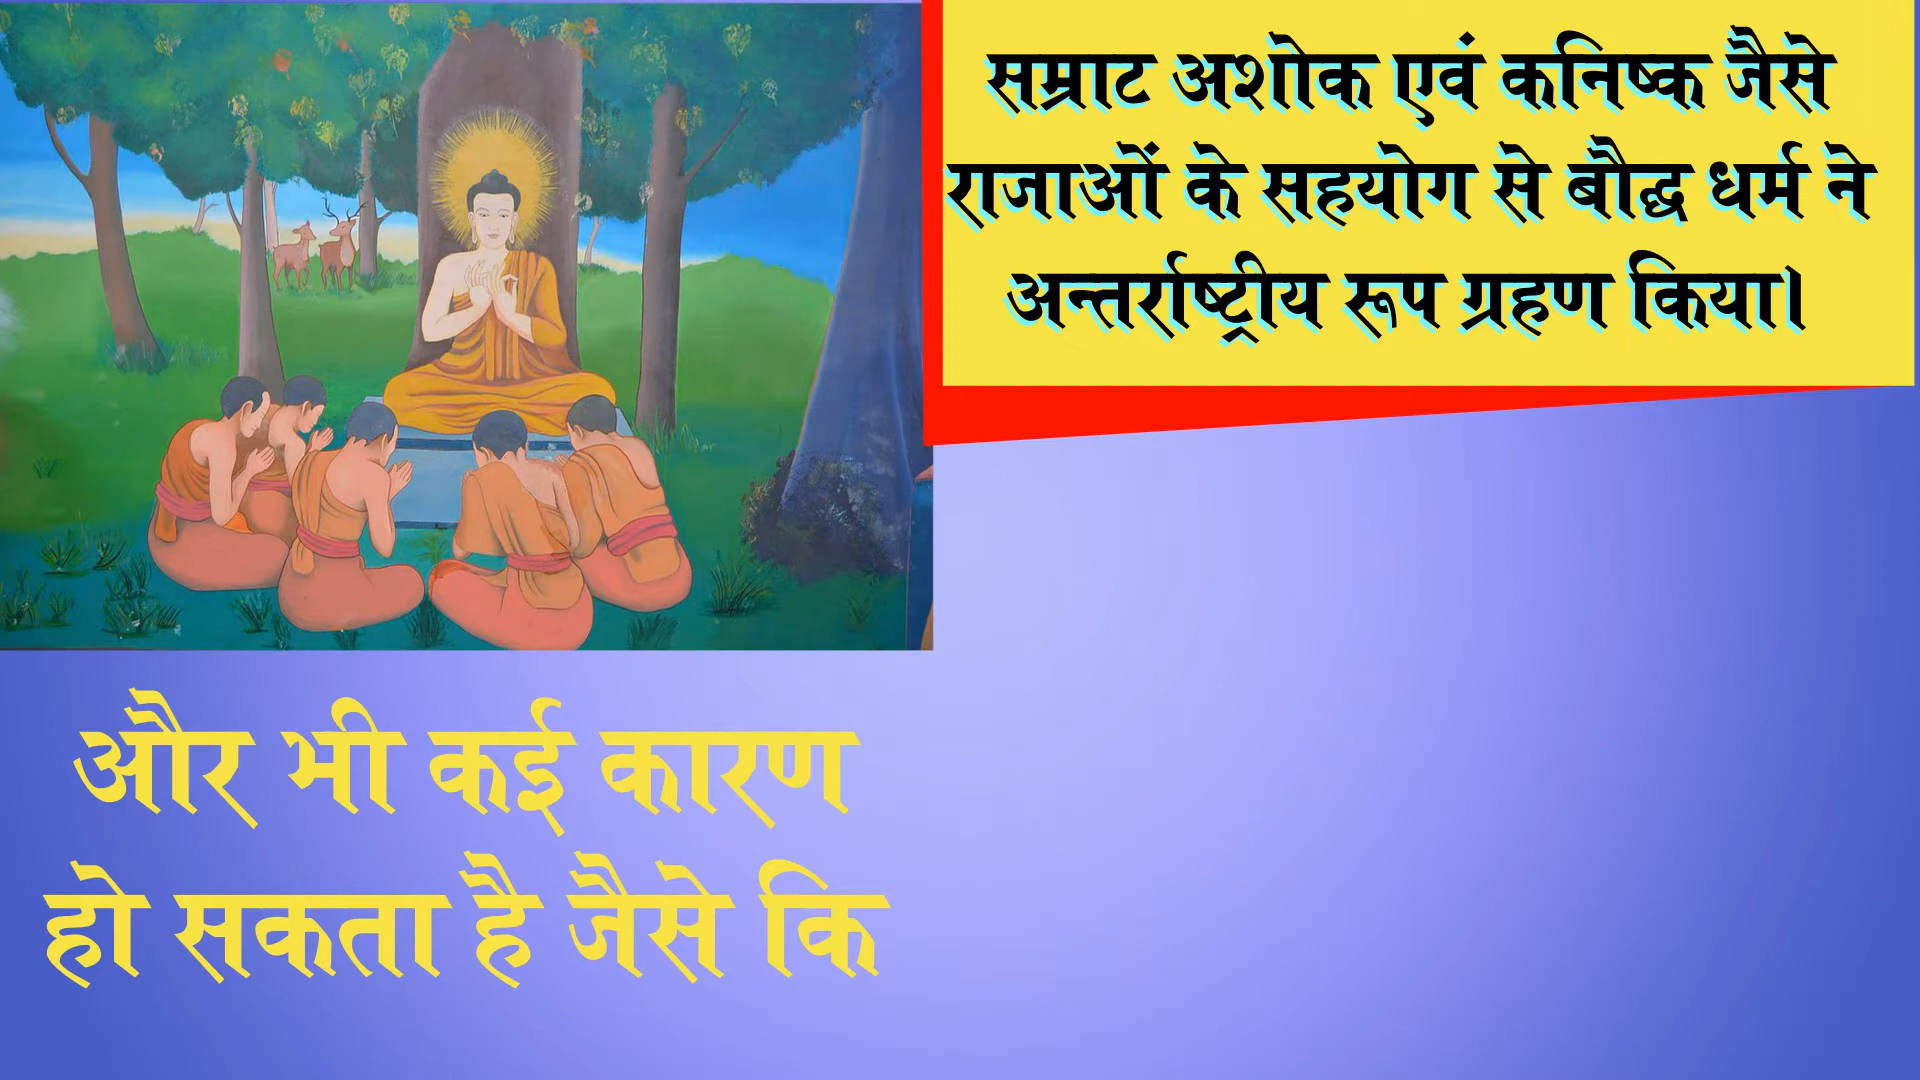 सम्राट अशोक एवं कनिष्क जैसे
राजाओं के सहयोग से बौद्ध धर्म ने
अन्तर्राष्ट्रीय रूप ग्रहण किया।
और भी कई कारण
हो सकता है जैसे कि